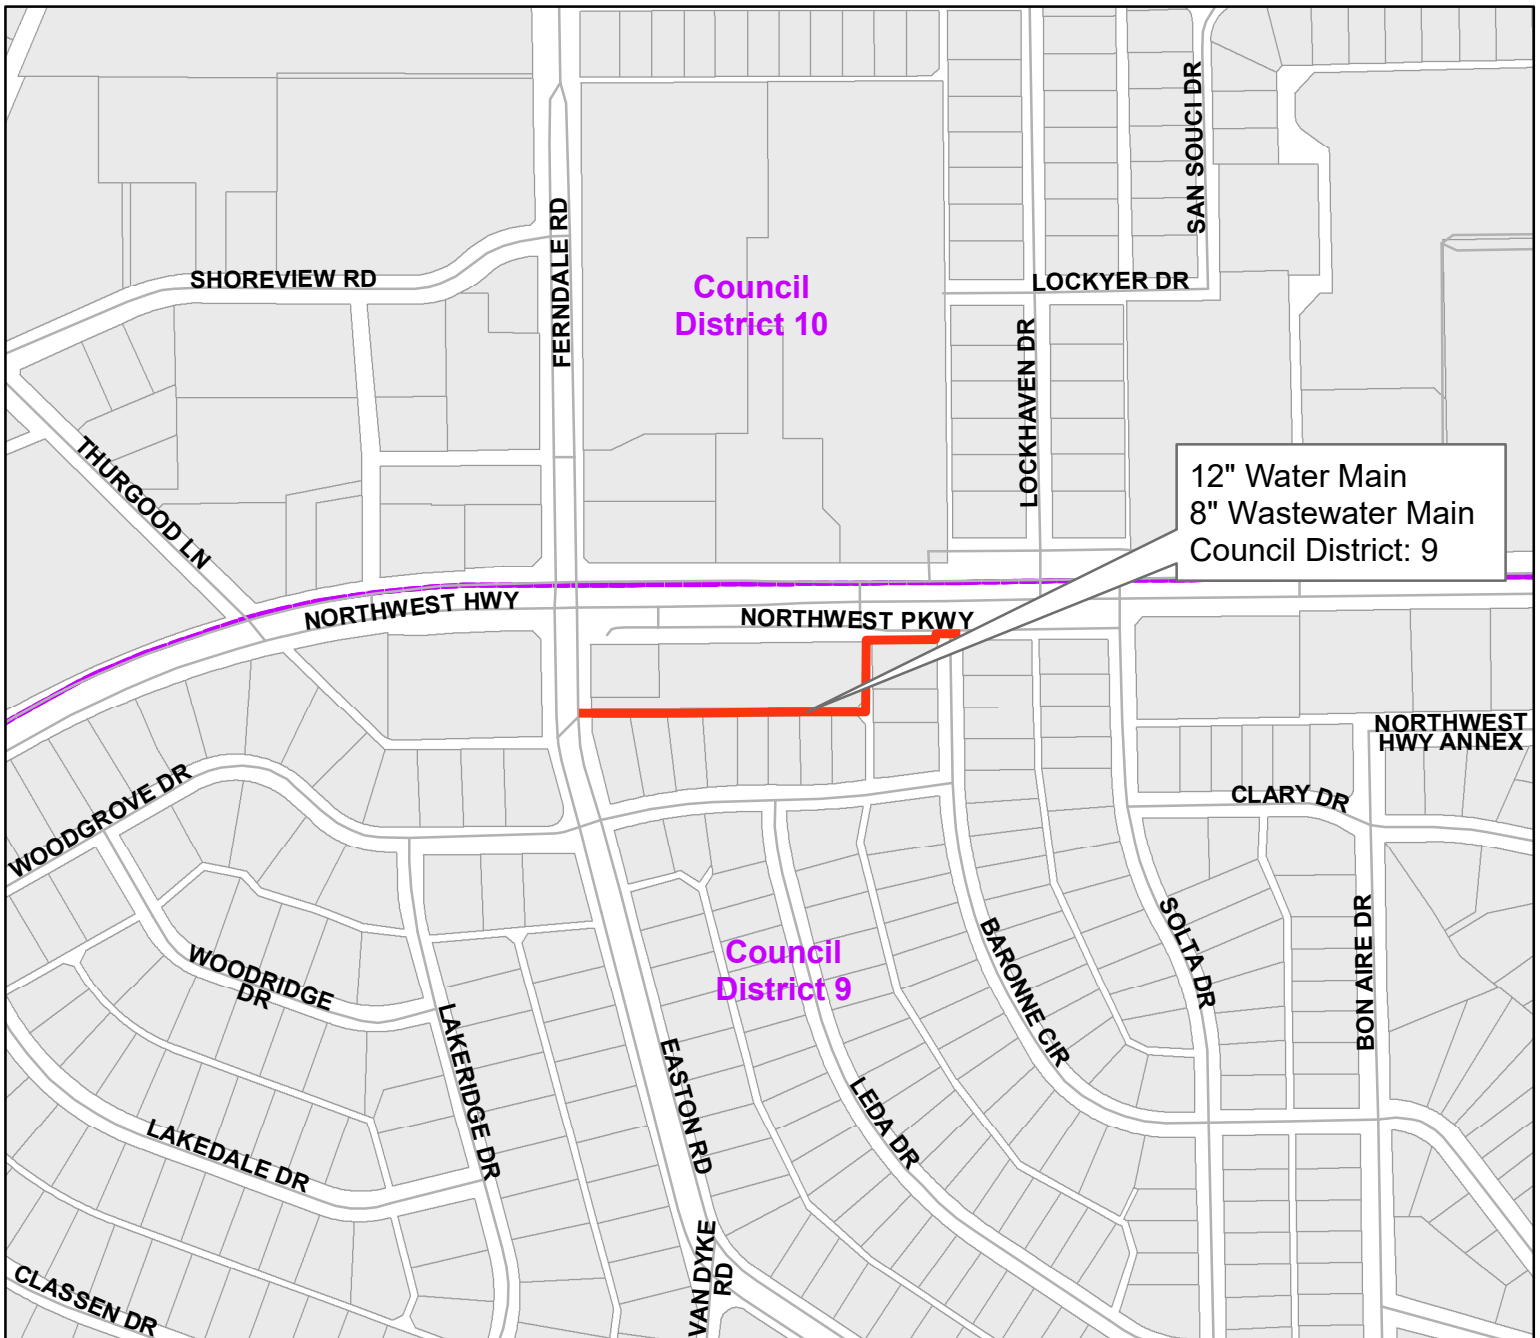 SAN SOUCI DR
FERNDALE RD
SHOREVIEW RD
Council
District 10
LOCKYER DR
LOCKHAVEN DR
THURGOOD LN
12" Water Main
8" Wastewater Main
Council District: 9
NORTHWEST HWY
NORTHWEST PKWY
NORTHWEST
HWY ANNEX
WOODGROVE DR
CLARY DR
SOLTA DR
BON AIRE DR
BARONNE CIR
Council
District 9
WOODRIDGE
DR
LAKERIDGE DR
EASTON RD
LEDA DR
LAKEDALE DR
VAN DYKE
RD
CLASSEN DR